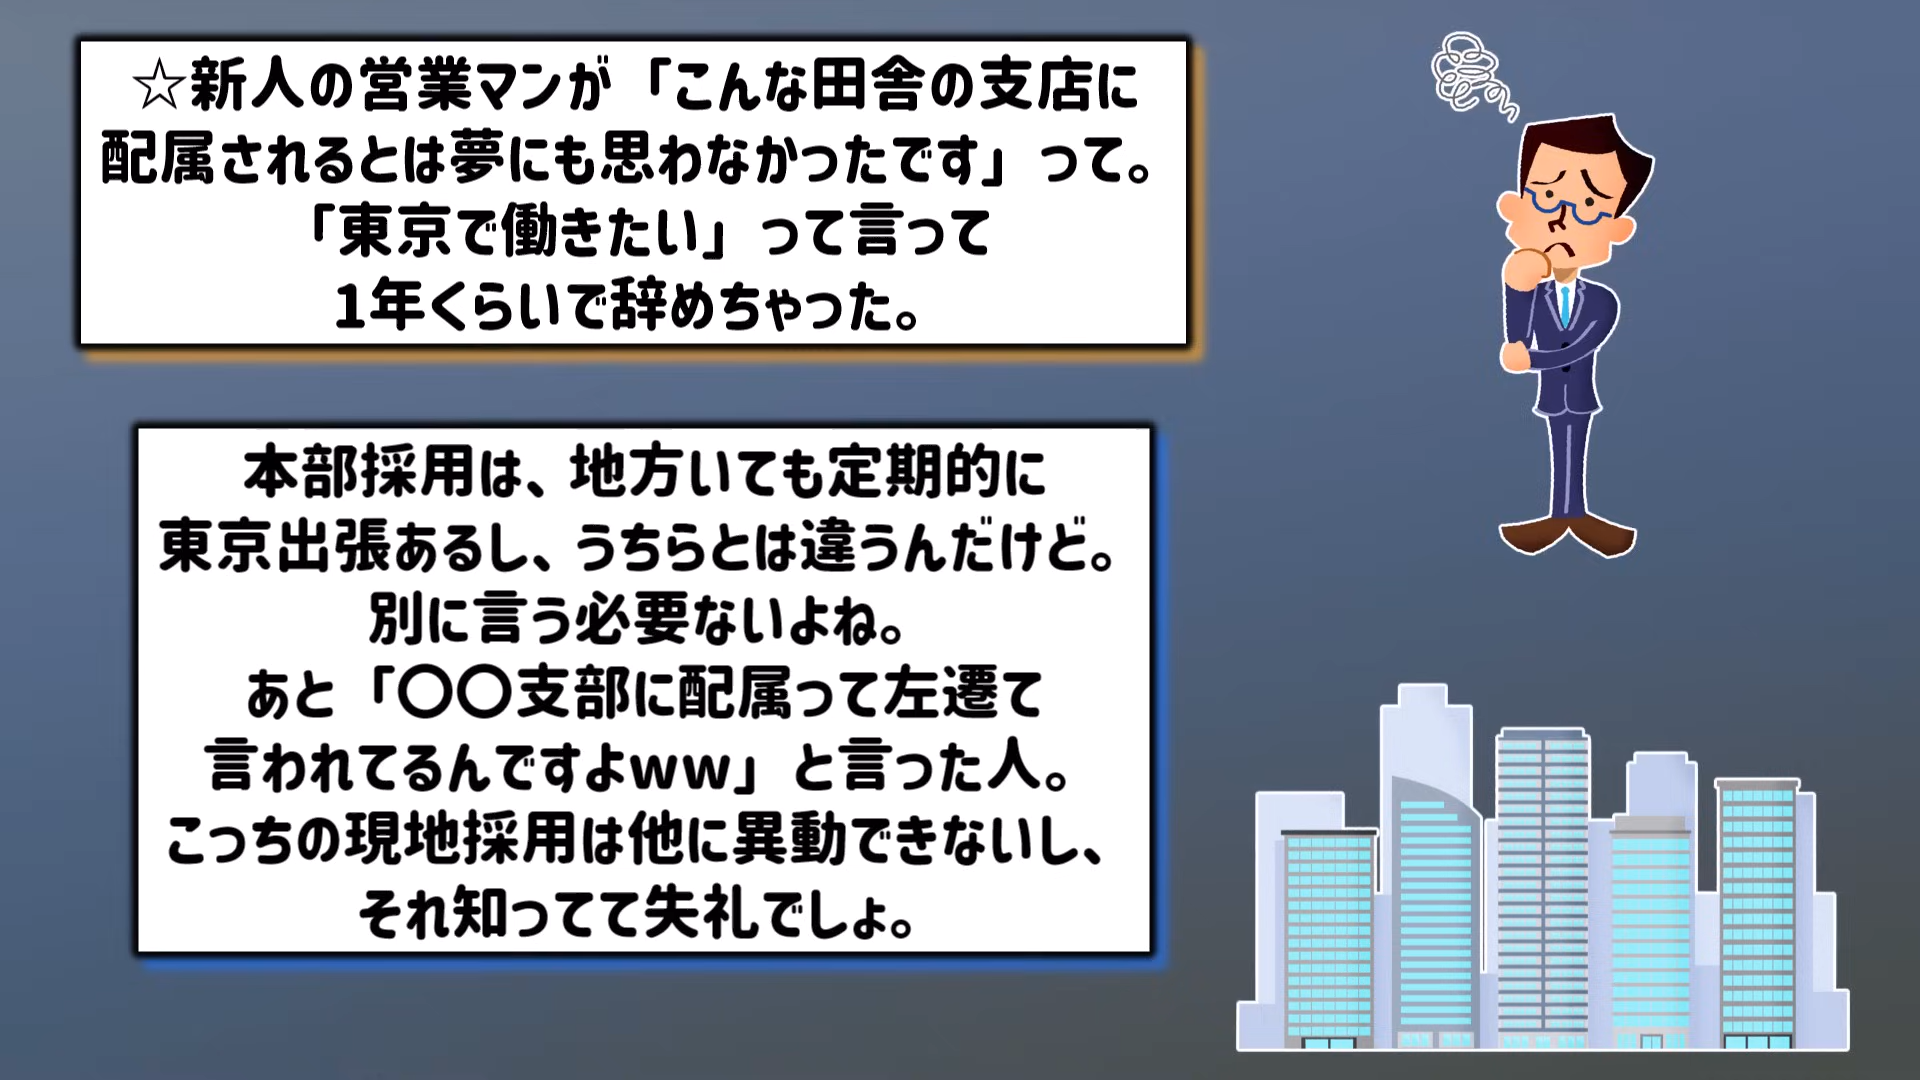 ☆新人の営業マンが「こんな田舎の支店に
配属されるとは夢にも思わなかったです」って。
「東京で働きたい」って言って
1年くらいで辞めちゃった。
本部採用は、地方いても定期的に
東京出張あるし、うちらとは違うんだけど。
別に言う必要ないよね。
あと「〇〇支部に配属って左遷て
言われてるんですよww」と言った人。
こっちの現地採用は他に異動できないし、
それ知ってて失礼でしょ。